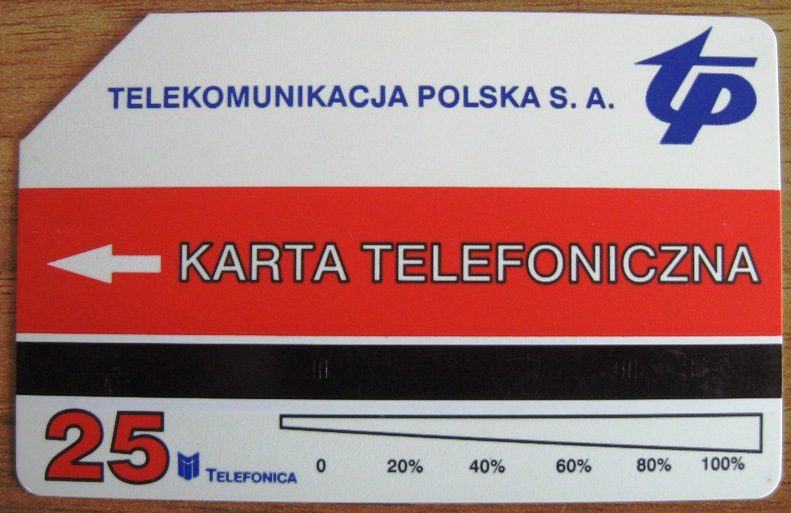 TELEKOMUNIKACJA POLSKA S. A.
tp
KARTA TELEFONICZNA
25 TELEFONICA
0 20% 40% 60% 80% 100%